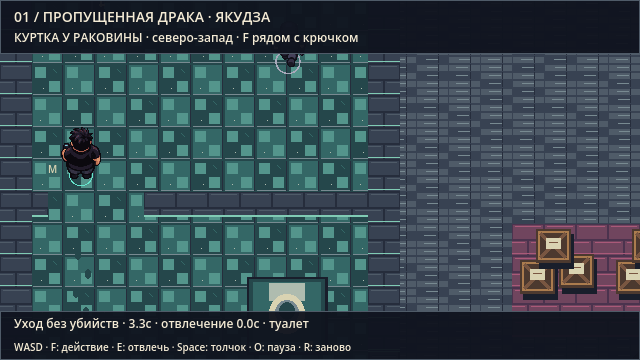 01 / ПРОПУЩЕННАЯ ДРАКА · ЯКУДЗА
КУРТКА У РАКОВИНЫ · северо-запад · F рядом с крючком
М
Уход без убийств · 3.3с · отвлечение 0.0с · туалет
WASD · F: действие · E: отвлечь · Space: толчок · O: пауза · R: заново